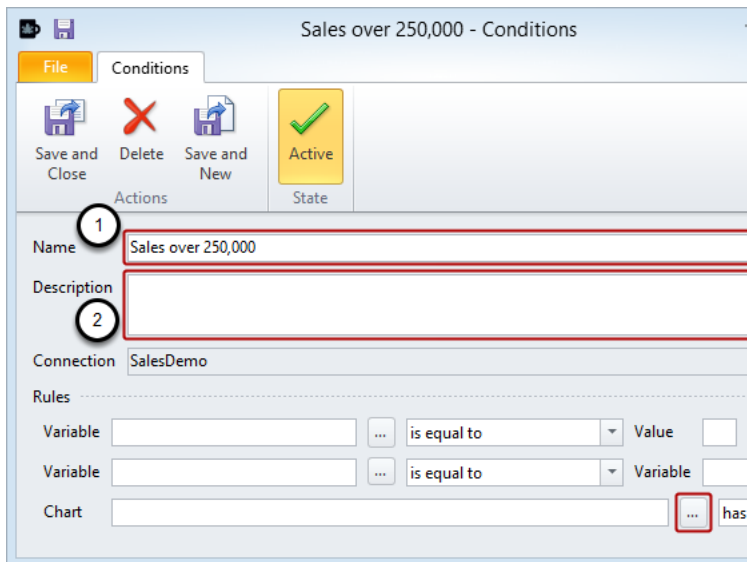 Sales over 250,000 - Conditions
File Conditions
Save and Close Delete Save and New Active
Actions State
1
Name Sales over 250,000
Description
2
Connection SalesDemo
Rules
Variable ... is equal to Value
Variable ... is equal to Variable
Chart ... has